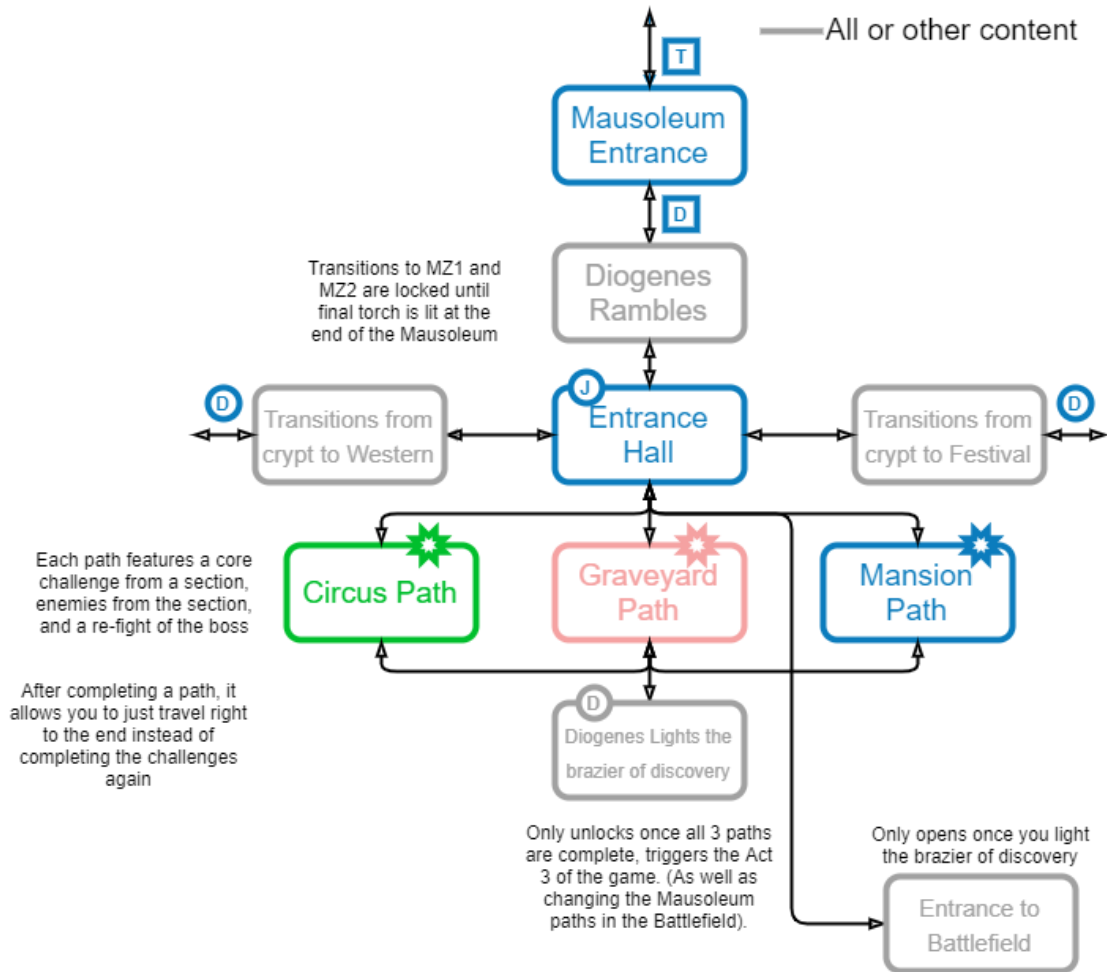 All or other content
T
Mausoleum
Entrance
D
Transitions to MZ1 and
MZ2 are locked until
final torch is lit at the
end of the Mausoleum
Diogenes
Rambles
D
Transitions from
crypt to Western
J
Entrance
Hall
Transitions from
crypt to Festival
D
Each path features a core
challenge from a section,
enemies from the section,
and a re-fight of the boss
Circus Path
Graveyard
Path
Mansion
Path
After completing a path, it
allows you to just travel right
to the end instead of
completing the challenges
again
D
Diogenes Lights the
brazier of discovery
Only unlocks once all 3 paths
are complete, triggers the Act
3 of the game. (As well as
changing the Mausoleum
paths in the Battlefield).
Only opens once you light
the brazier of discovery
Entrance to
Battlefield